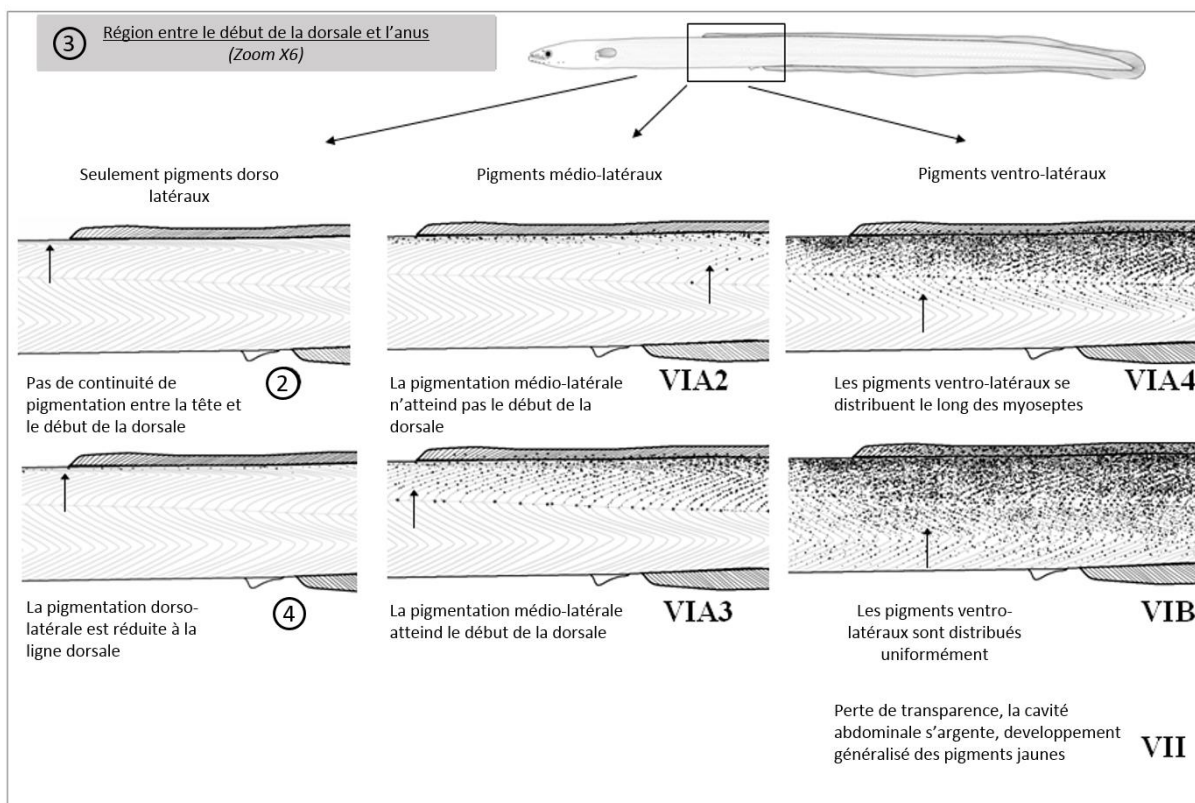 ③ Région entre le début de la dorsale et l'anus
(Zoom X6)
Seulement pigments dorso
latéraux
Pigments médio-latéraux
Pigments ventro-latéraux
Pas de continuité de
pigmentation entre la tête et
le début de la dorsale
②
La pigmentation médio-latérale
n'atteind pas le début de la
dorsale
VIA2
Les pigments ventro-latéraux se
distribuent le long des myoseptes
VIA4
La pigmentation dorso-
latérale est réduite à la
ligne dorsale
④
La pigmentation médio-latérale
atteind le début de la dorsale
VIA3
Les pigments ventro-
latéraux sont distribués
uniformément
VIB
Perte de transparence, la cavité
abdominale s'argente, developpement
généralisé des pigments jaunes
VII